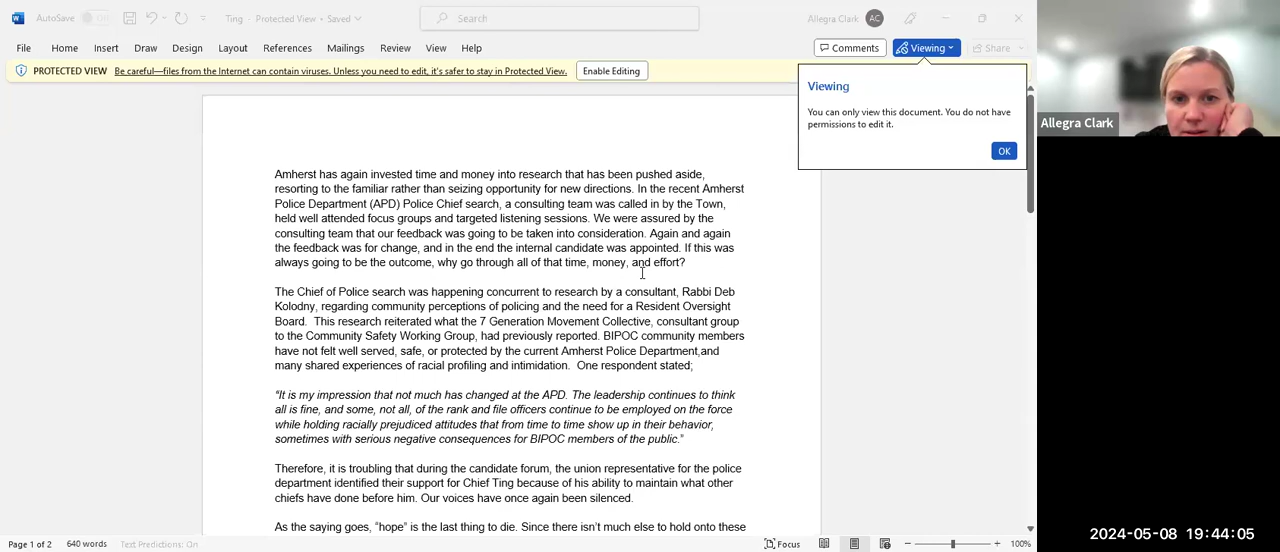 AutoSave Off Ting - Protected View • Saved Search Allegra Clark AC
File Home Insert Draw Design Layout References Mailings Review View Help Comments Viewing Share
PROTECTED VIEW Be careful—files from the Internet can contain viruses. Unless you need to edit, it's safer to stay in Protected View. Enable Editing
Viewing
You can only view this document. You do not have
permissions to edit it.
OK
Allegra Clark
Amherst has again invested time and money into research that has been pushed aside,
resorting to the familiar rather than seizing opportunity for new directions. In the recent Amherst
Police Department (APD) Police Chief search, a consulting team was called in by the Town,
held well attended focus groups and targeted listening sessions. We were assured by the
consulting team that our feedback was going to be taken into consideration. Again and again
the feedback was for change, and in the end the internal candidate was appointed. If this was
always going to be the outcome, why go through all of that time, money, and effort?
The Chief of Police search was happening concurrent to research by a consultant, Rabbi Deb
Kolodny, regarding community perceptions of policing and the need for a Resident Oversight
Board.  This research reiterated what the 7 Generation Movement Collective, consultant group
to the Community Safety Working Group, had previously reported. BIPOC community members
have not felt well served, safe, or protected by the current Amherst Police Department,and
many shared experiences of racial profiling and intimidation.  One respondent stated;
“It is my impression that not much has changed at the APD. The leadership continues to think
all is fine, and some, not all, of the rank and file officers continue to be employed on the force
while holding racially prejudiced attitudes that from time to time show up in their behavior,
sometimes with serious negative consequences for BIPOC members of the public.”
Therefore, it is troubling that during the candidate forum, the union representative for the police
department identified their support for Chief Ting because of his ability to maintain what other
chiefs have done before him. Our voices have once again been silenced.
As the saying goes, “hope” is the last thing to die. Since there isn’t much else to hold onto these
Page 1 of 2 640 words Text Predictions: On Focus 100%
2024-05-08 19:44:05